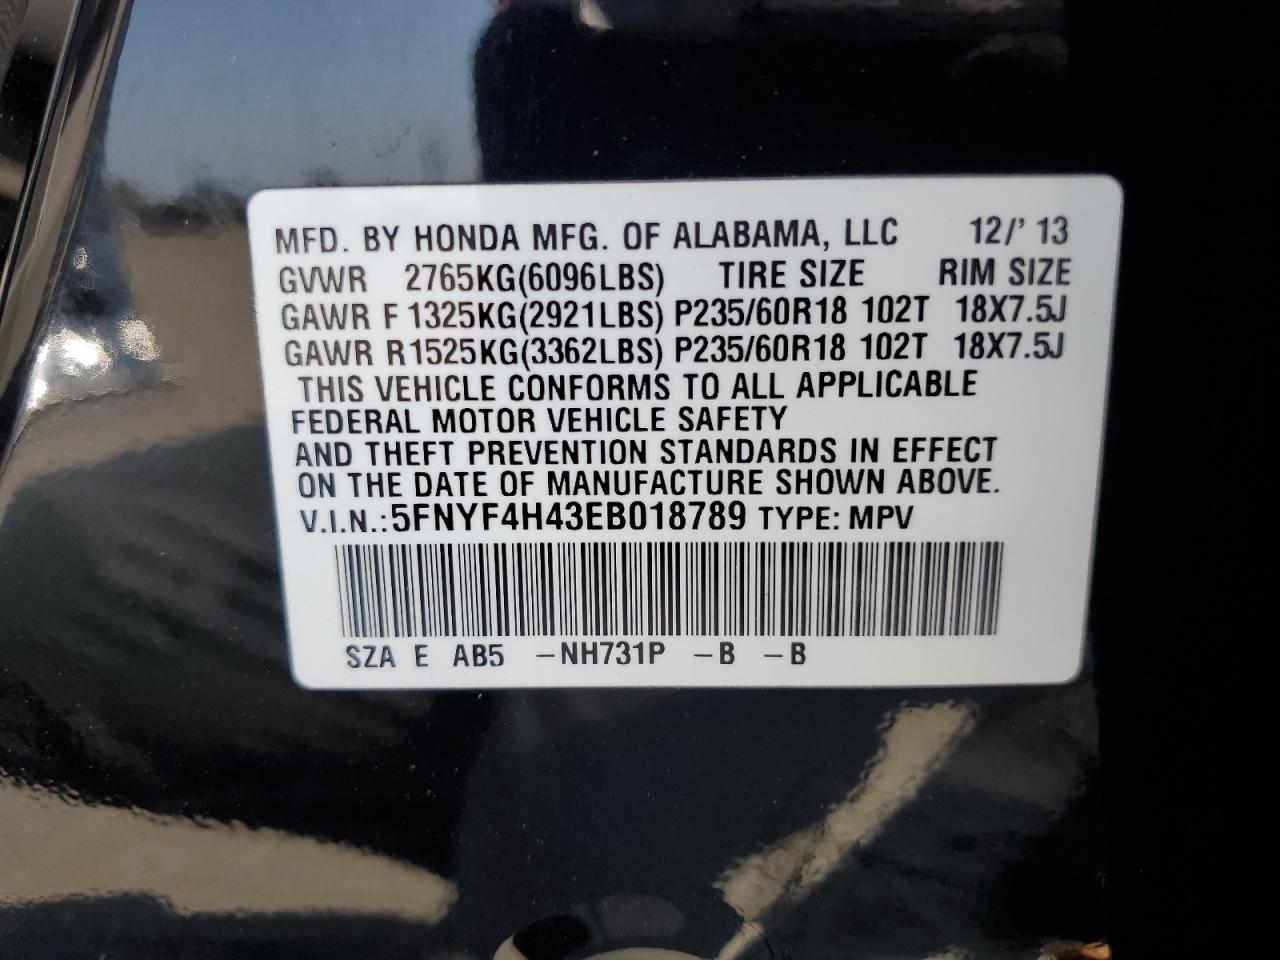 MFD. BY HONDA MFG. OF ALABAMA, LLC 12/'13
GVWR 2765KG(6096LBS) TIRE SIZE RIM SIZE
GAWR F 1325KG(2921LBS) P235/60R18 102T 18X7.5J
GAWR R1525KG(3362LBS) P235/60R18 102T 18X7.5J
THIS VEHICLE CONFORMS TO ALL APPLICABLE
FEDERAL MOTOR VEHICLE SAFETY
AND THEFT PREVENTION STANDARDS IN EFFECT
ON THE DATE OF MANUFACTURE SHOWN ABOVE.
V.I.N.: 5FNYF4H43EB018789 TYPE: MPV
SZA E AB5 -NH731P -B -B